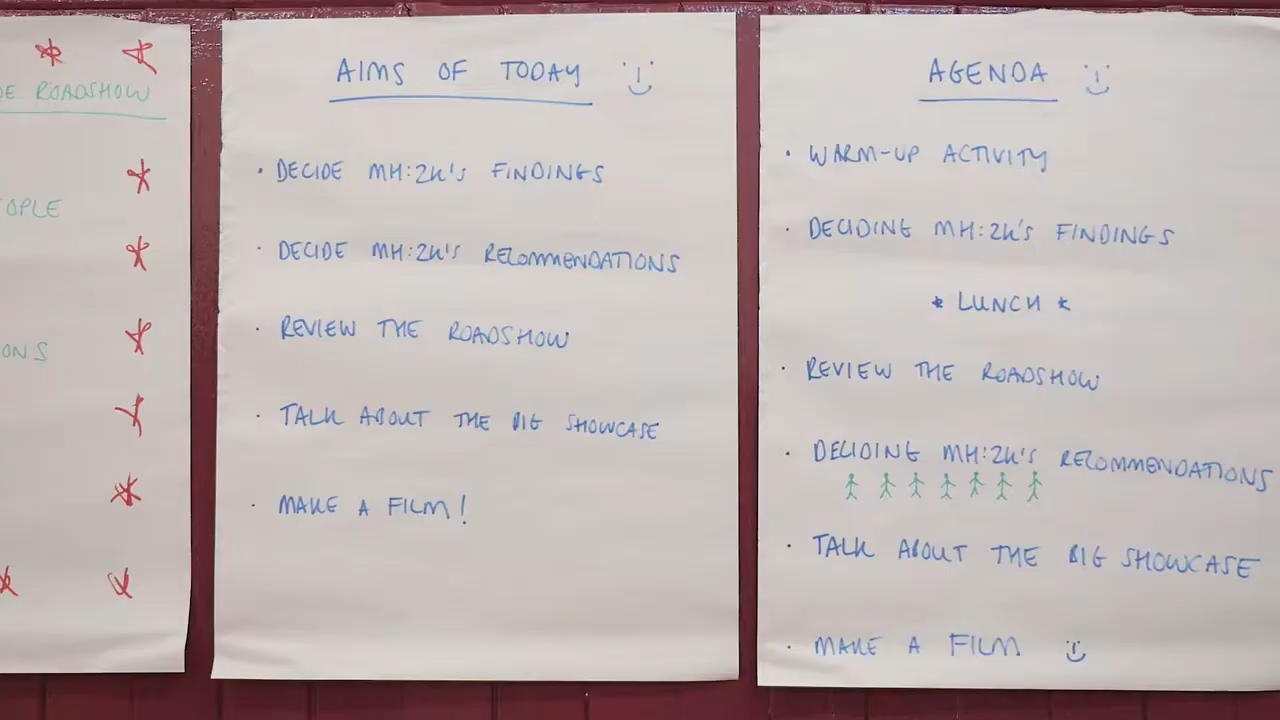 ROADSHOW
AIMS OF TODAY
· DECIDE MH:2K'S FINDINGS
· DECIDE MH:2K'S RECOMMENDATIONS
· REVIEW THE ROADSHOW
· TALK ABOUT THE BIG SHOWCASE
· MAKE A FILM!
AGENDA
· WARM-UP ACTIVITY
· DECIDING MH:2K'S FINDINGS
* LUNCH *
· REVIEW THE ROADSHOW
· DECIDING MH:2K'S RECOMMENDATIONS
· TALK ABOUT THE BIG SHOWCASE
· MAKE A FILM